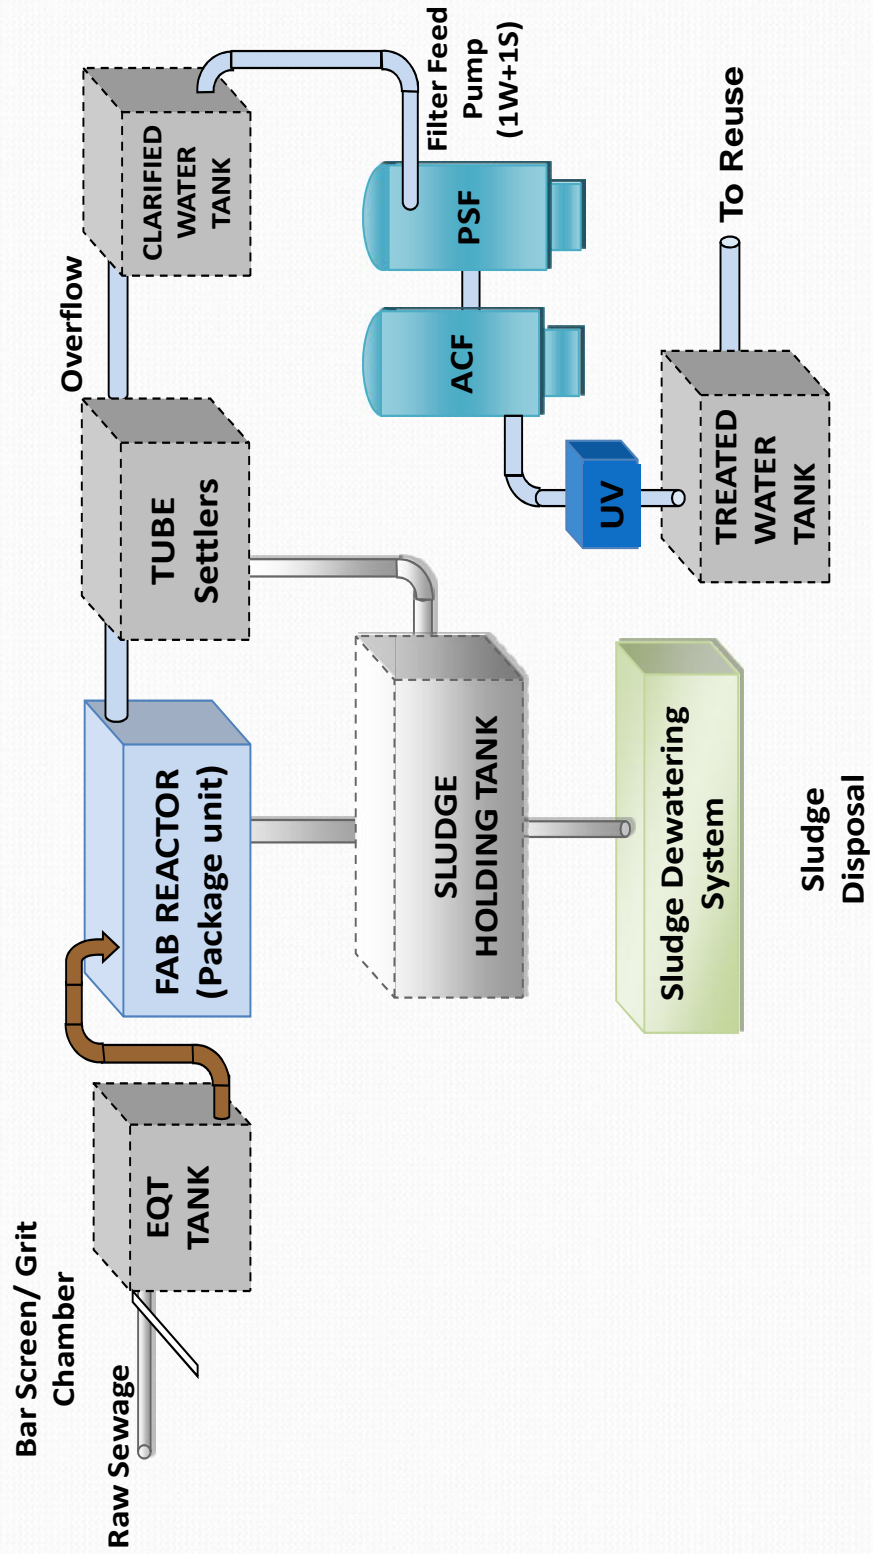 Bar Screen/ Grit
Chamber
Raw Sewage
EQT
TANK
FAB REACTOR
(Package unit)
TUBE
Settlers
Overflow
CLARIFIED
WATER
TANK
Filter Feed
Pump
(1W+1S)
PSF
ACF
UV
TREATED
WATER
TANK
To Reuse
SLUDGE
HOLDING TANK
Sludge Dewatering
System
Sludge
Disposal